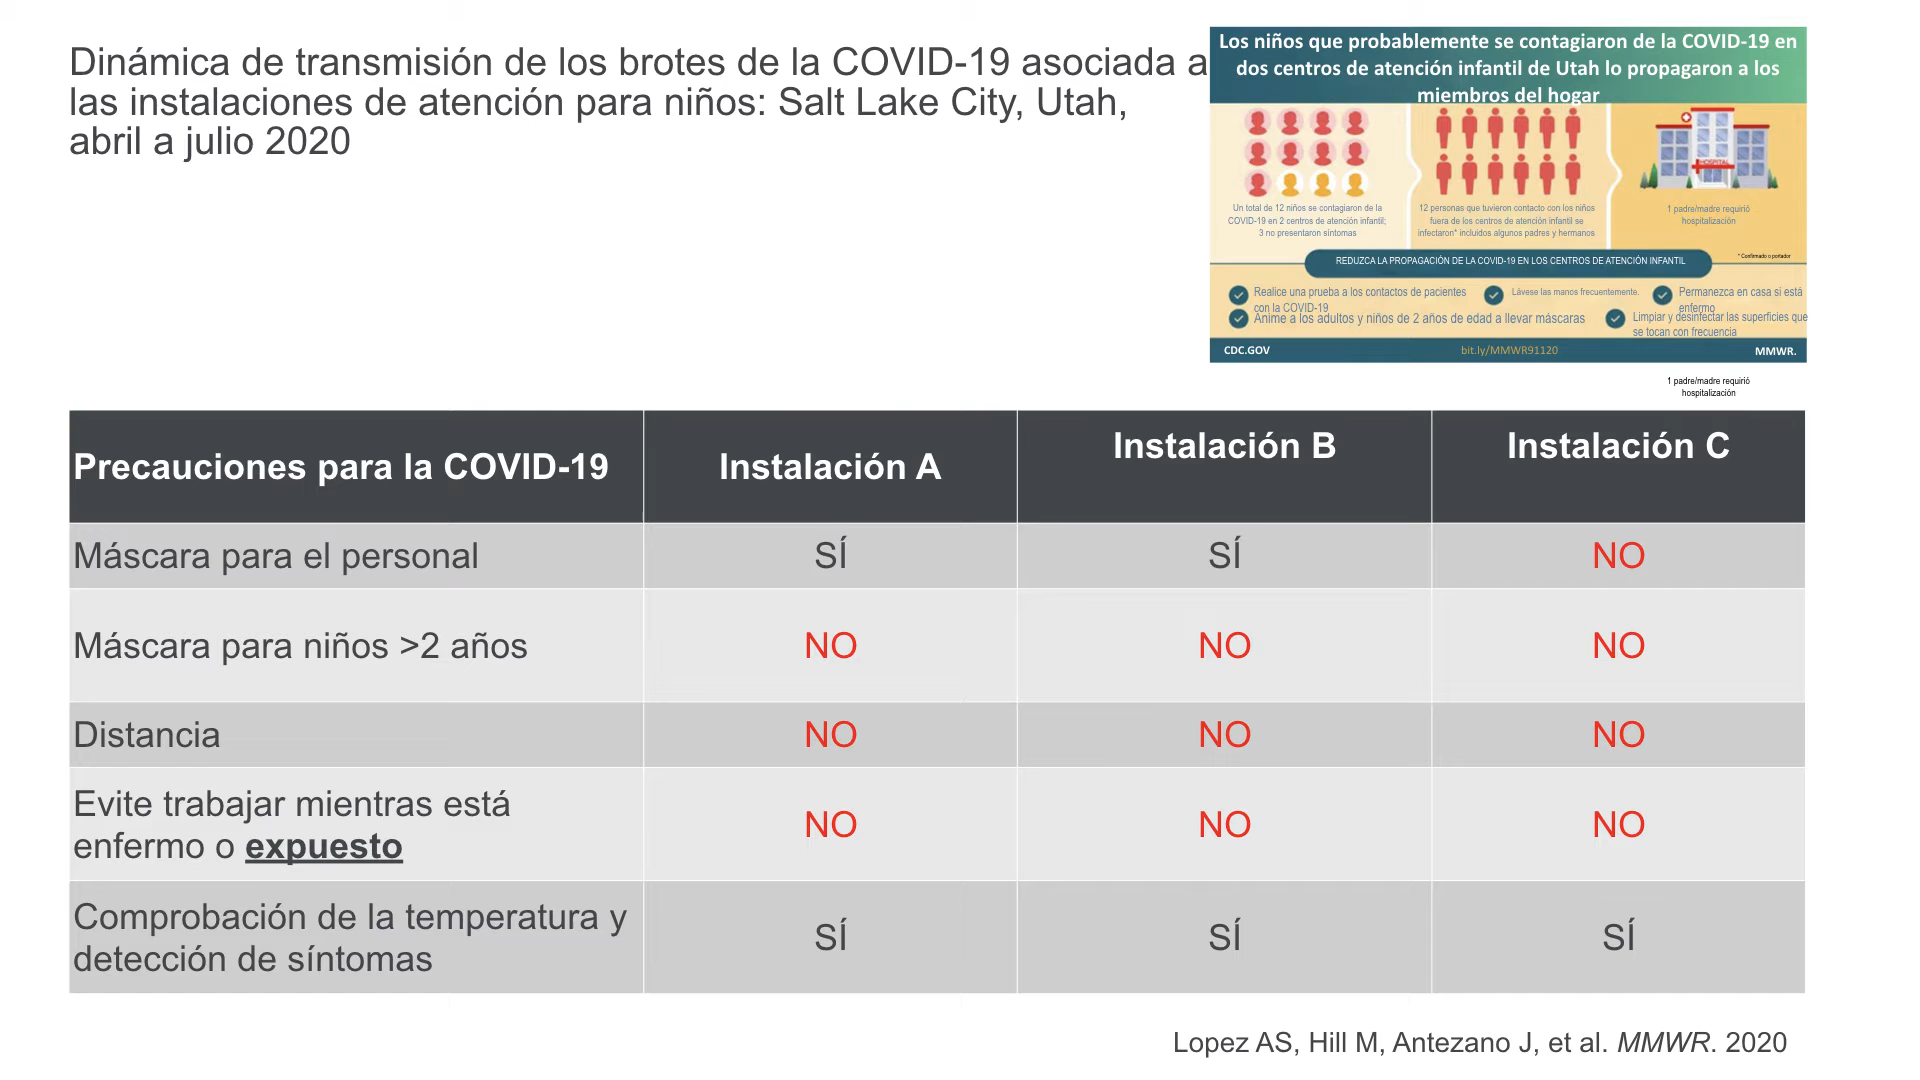 Dinámica de transmisión de los brotes de la COVID-19 asociada a
las instalaciones de atención para niños: Salt Lake City, Utah,
abril a julio 2020
Los niños que probablemente se contagiaron de la COVID-19 en
dos centros de atención infantil de Utah lo propagaron a los
miembros del hogar
HOSPITAL
Un total de 12 niños se contagiaron de la
COVID-19 en 2 centros de atención infantil;
3 no presentaron síntomas
12 personas que tuvieron contacto con los niños
fuera de los centros de atención infantil se
infectaron* incluidos algunos padres y hermanos
1 padre/madre requirió
hospitalización
* Confirmado o portador
REDUZCA LA PROPAGACIÓN DE LA COVID-19 EN LOS CENTROS DE ATENCIÓN INFANTIL
Realice una prueba a los contactos de pacientes
con la COVID-19
Lávese las manos frecuentemente.
Permanezca en casa si está
enfermo
Anime a los adultos y niños de 2 años de edad a llevar máscaras
Limpiar y desinfectar las superficies que
se tocan con frecuencia
CDC.GOV bit.ly/MMWR91120 MMWR.
1 padre/madre requirió
hospitalización
Precauciones para la COVID-19 Instalación A Instalación B Instalación C
Máscara para el personal SÍ SÍ NO
Máscara para niños >2 años NO NO NO
Distancia NO NO NO
Evite trabajar mientras está
enfermo o expuesto NO NO NO
Comprobación de la temperatura y
detección de síntomas SÍ SÍ SÍ
Lopez AS, Hill M, Antezano J, et al. MMWR. 2020